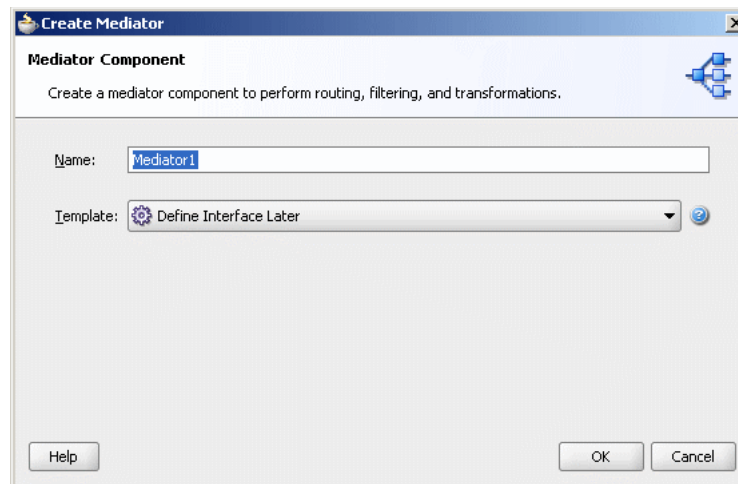 Create Mediator
Mediator Component
Create a mediator component to perform routing, filtering, and transformations.
Name: Mediator1
Template: Define Interface Later
Help OK Cancel